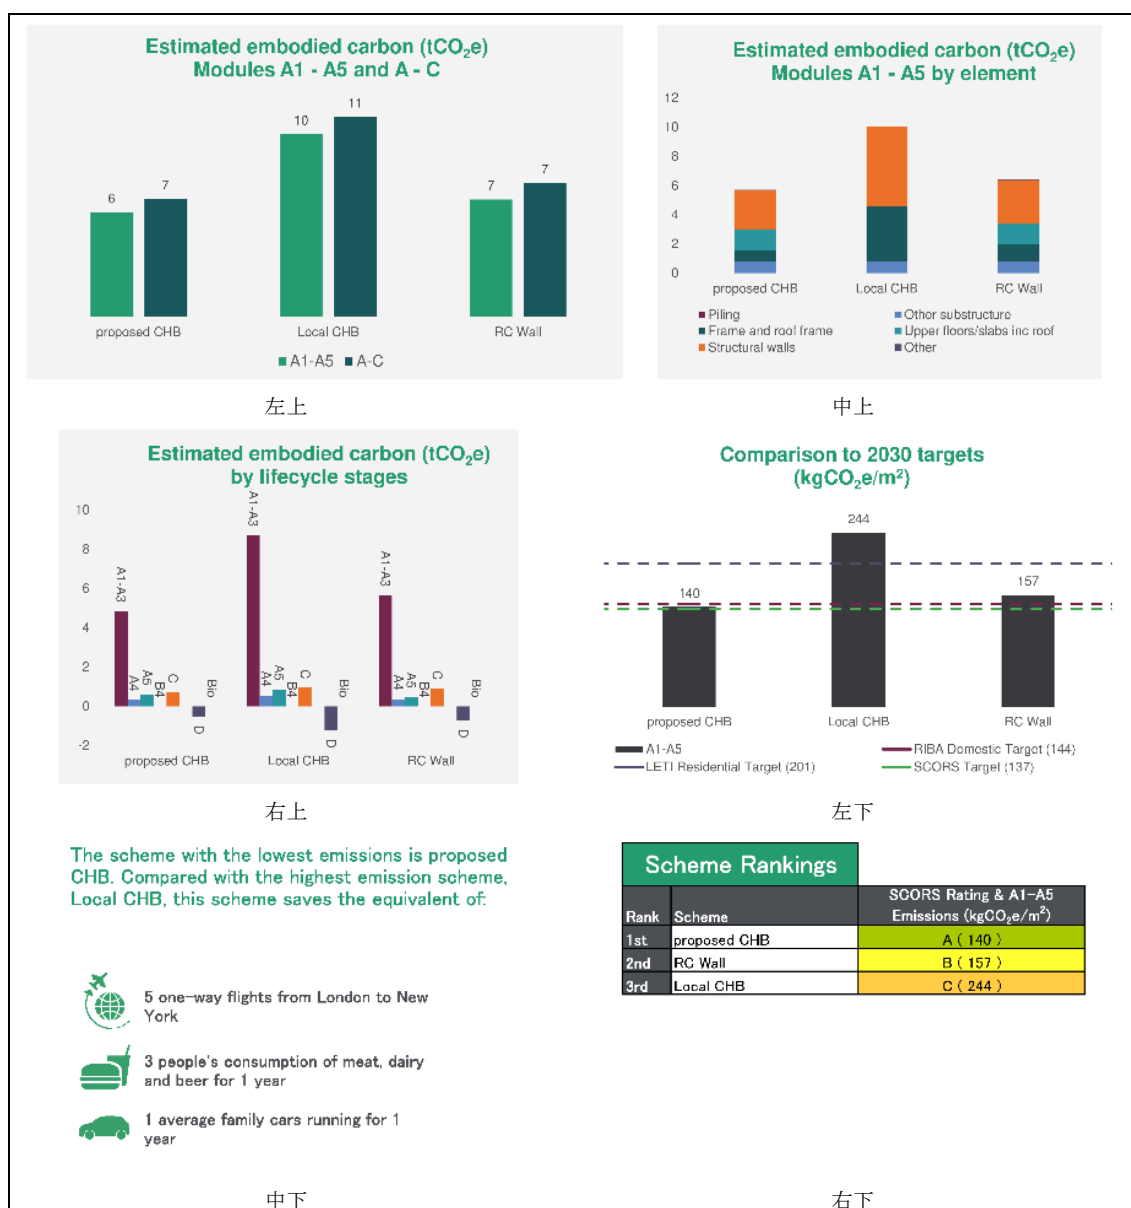 Estimated embodied carbon (tCO₂e)
Modules A1 - A5 and A - C
6
7
10
11
7
7
proposed CHB
Local CHB
RC Wall
A1-A5
A-C
左上
Estimated embodied carbon (tCO₂e)
Modules A1 - A5 by element
12
10
8
6
4
2
0
proposed CHB
Local CHB
RC Wall
Piling
Other substructure
Frame and roof frame
Upper floors/slabs inc roof
Structural walls
Other
中上
Estimated embodied carbon (tCO₂e)
by lifecycle stages
10
8
6
4
2
0
-2
A1-A3
A4
A5
B4
C
D
Bio
A1-A3
A4
A5
B4
C
D
Bio
A1-A3
A4
A5
B4
C
D
Bio
proposed CHB
Local CHB
RC Wall
右上
Comparison to 2030 targets
(kgCO₂e/m²)
140
244
157
proposed CHB
Local CHB
RC Wall
A1-A5
RIBA Domestic Target (144)
LETI Residential Target (201)
SCORS Target (137)
左下
The scheme with the lowest emissions is proposed
CHB. Compared with the highest emission scheme,
Local CHB, this scheme saves the equivalent of:
5 one-way flights from London to New
York
3 people's consumption of meat, dairy
and beer for 1 year
1 average family cars running for 1
year
中下
Scheme Rankings
Rank Scheme SCORS Rating & A1-A5
Emissions (kgCO₂e/m²)
1st proposed CHB A ( 140 )
2nd RC Wall B ( 157 )
3rd Local CHB C ( 244 )
右下